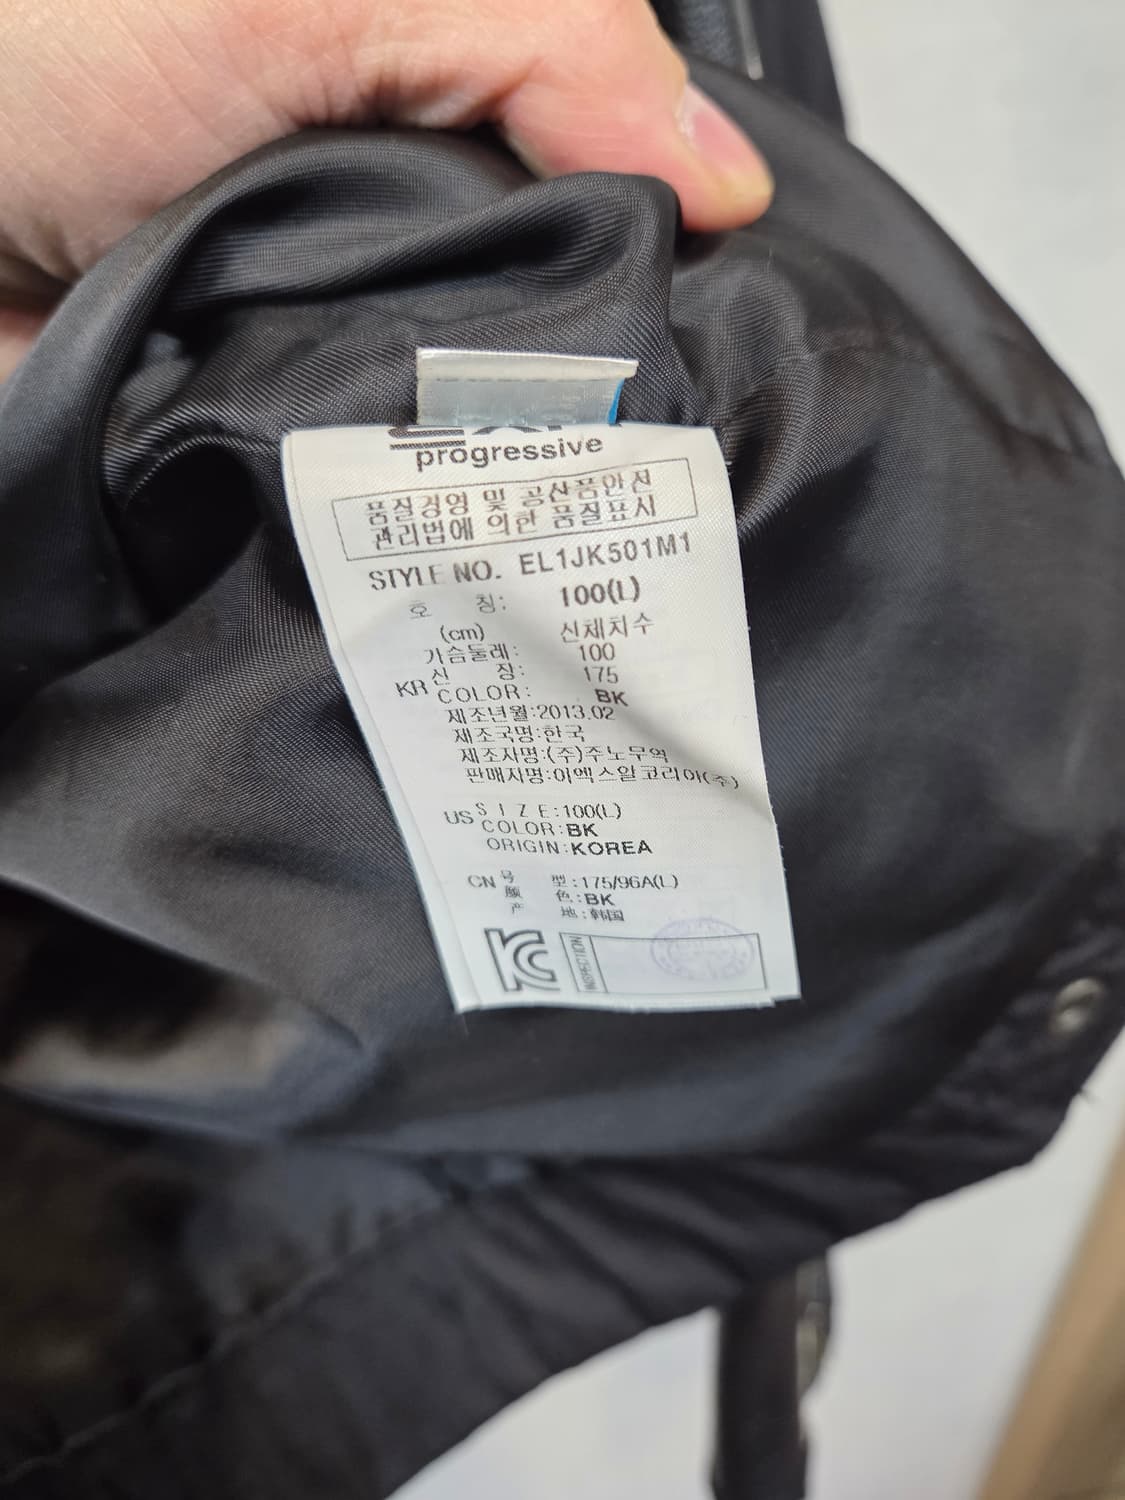 progressive
품질경영 및 공산품안전
관리법에 의한 품질표시
STYLE NO. EL1JK501M1
호 칭: 100(L)
(cm) 신체치수
가슴둘레: 100
KR 신 장: 175
COLOR: BK
제조년월:2013.02
제조국명:한국
제조자명:(주)주노무역
판매자명:이엑스알코리아(주)
US SIZE:100(L)
COLOR:BK
ORIGIN:KOREA
CN 号 型:175/96A(L)
颜 色:BK
产 地:韩国
KC INSPECTION